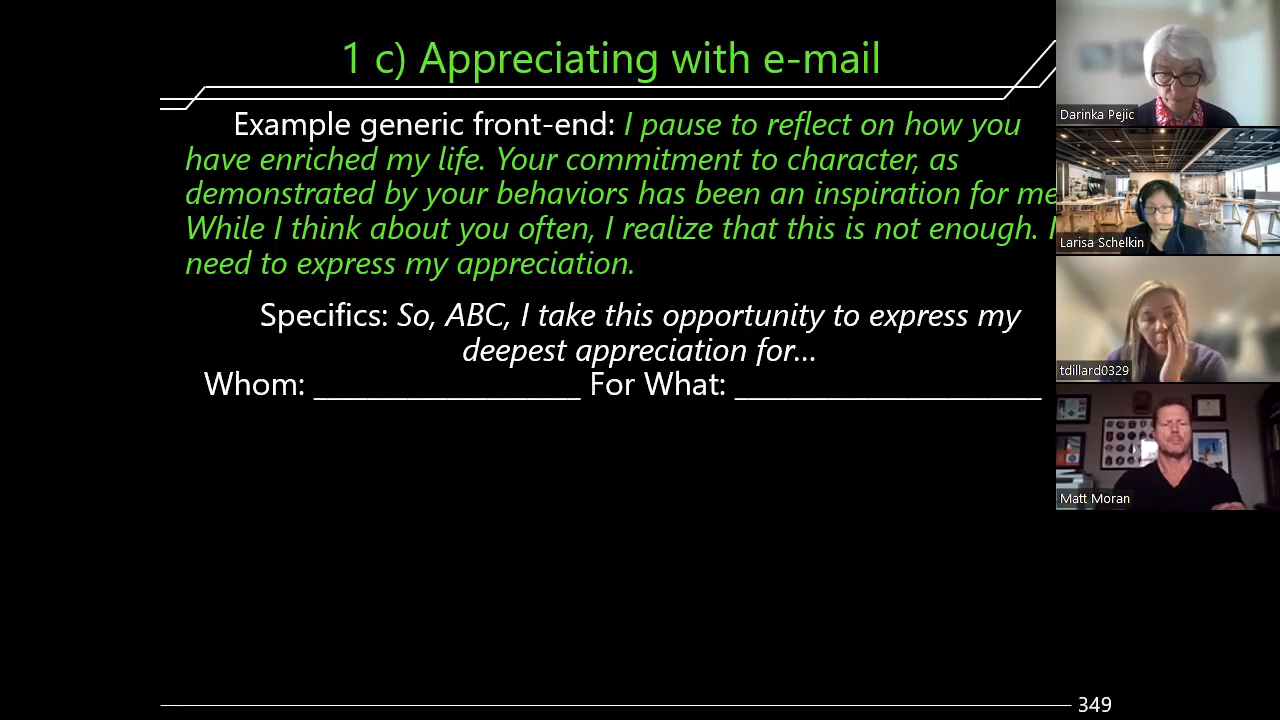 1 c) Appreciating with e-mail
Example generic front-end: I pause to reflect on how you
have enriched my life. Your commitment to character, as
demonstrated by your behaviors has been an inspiration for me
While I think about you often, I realize that this is not enough. I
need to express my appreciation.
Specifics: So, ABC, I take this opportunity to express my
deepest appreciation for...
Whom: ___________________ For What: ______________________
349
Darinka Pejic
Larisa Schelkin
tdillard0329
Matt Moran